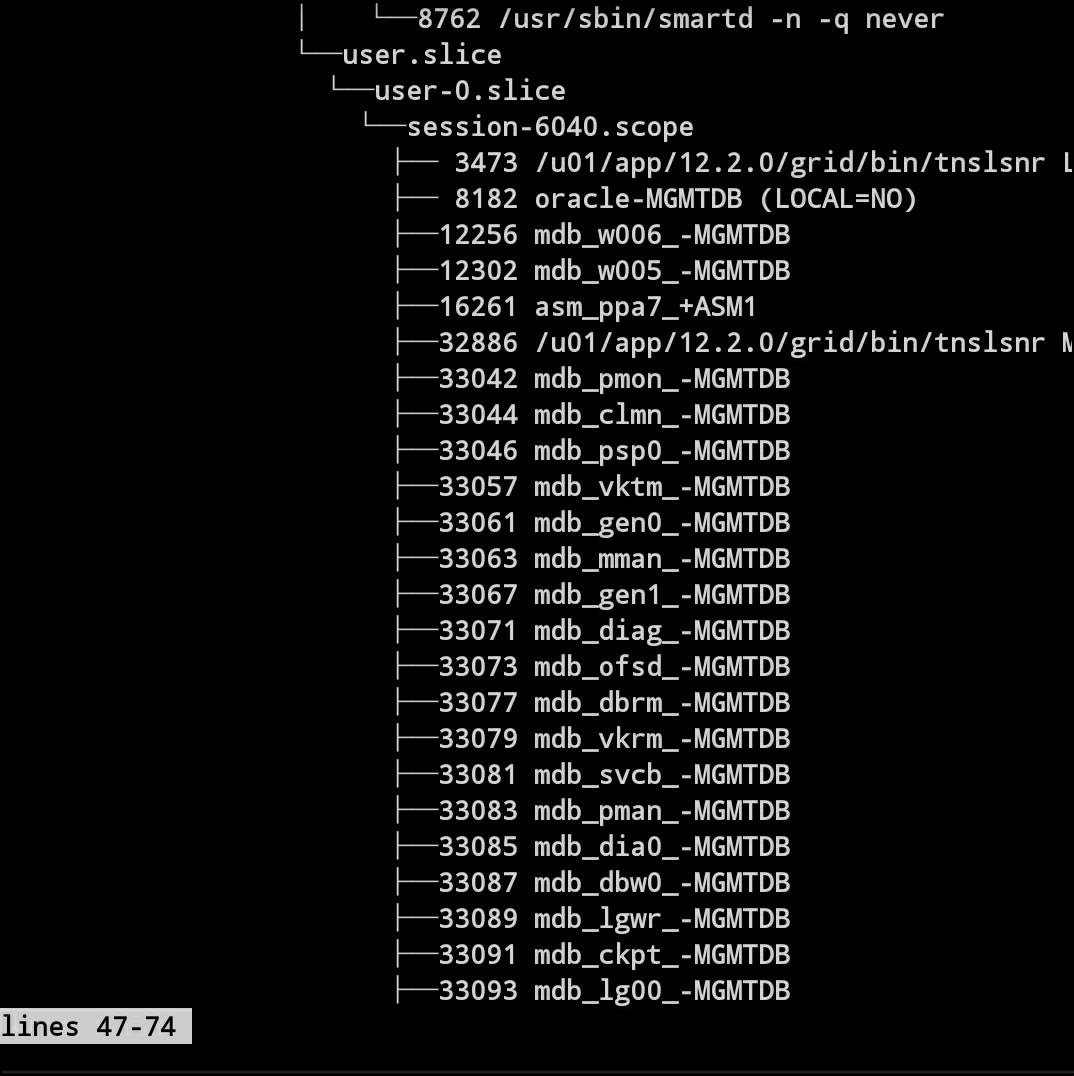 │    └─8762 /usr/sbin/smartd -n -q never
└─user.slice
└─user-0.slice
└─session-6040.scope
├─ 3473 /u01/app/12.2.0/grid/bin/tnslsnr L
├─ 8182 oracle-MGMTDB (LOCAL=NO)
├─12256 mdb_w006_-MGMTDB
├─12302 mdb_w005_-MGMTDB
├─16261 asm_ppa7_+ASM1
├─32886 /u01/app/12.2.0/grid/bin/tnslsnr M
├─33042 mdb_pmon_-MGMTDB
├─33044 mdb_clmn_-MGMTDB
├─33046 mdb_psp0_-MGMTDB
├─33057 mdb_vktm_-MGMTDB
├─33061 mdb_gen0_-MGMTDB
├─33063 mdb_mman_-MGMTDB
├─33067 mdb_gen1_-MGMTDB
├─33071 mdb_diag_-MGMTDB
├─33073 mdb_ofsd_-MGMTDB
├─33077 mdb_dbrm_-MGMTDB
├─33079 mdb_vkrm_-MGMTDB
├─33081 mdb_svcb_-MGMTDB
├─33083 mdb_pman_-MGMTDB
├─33085 mdb_dia0_-MGMTDB
├─33087 mdb_dbw0_-MGMTDB
├─33089 mdb_lgwr_-MGMTDB
├─33091 mdb_ckpt_-MGMTDB
├─33093 mdb_lg00_-MGMTDB
lines 47-74